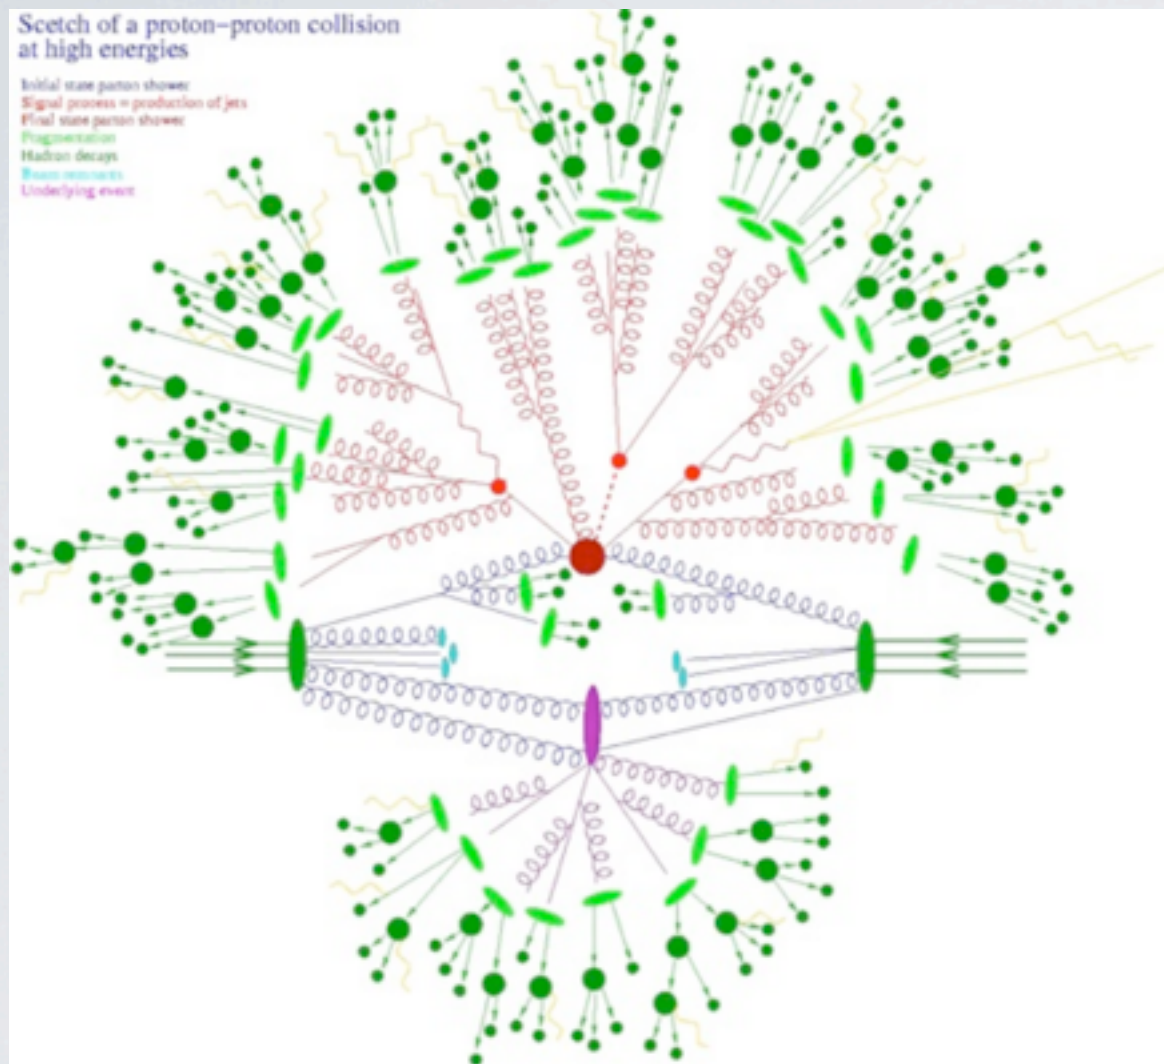 Scetch of a proton-proton collision
at high energies
Initial state parton shower
Signal process = production of jets
Final state parton shower
Fragmentation
Hadron decays
Beam remnants
Underlying event